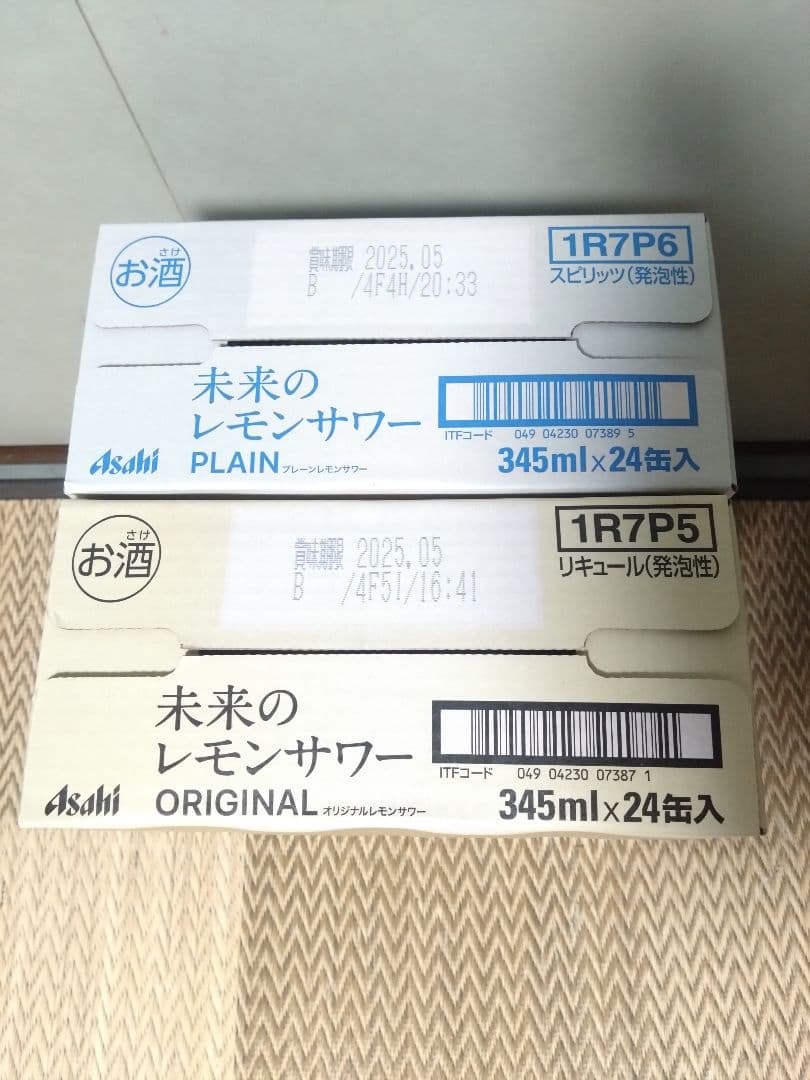 さけ
お酒
賞味期限 2025.05
B /4F4H/20:33
1R7P6
スピリッツ(発泡性)
未来の
レモンサワー
Asahi PLAIN プレーンレモンサワー
ITFコード 049 04230 07389 5
345ml×24缶入
さけ
お酒
賞味期限 2025.05
B /4F5I/16:41
1R7P5
リキュール(発泡性)
未来の
レモンサワー
Asahi ORIGINAL オリジナルレモンサワー
ITFコード 049 04230 07387 1
345ml×24缶入